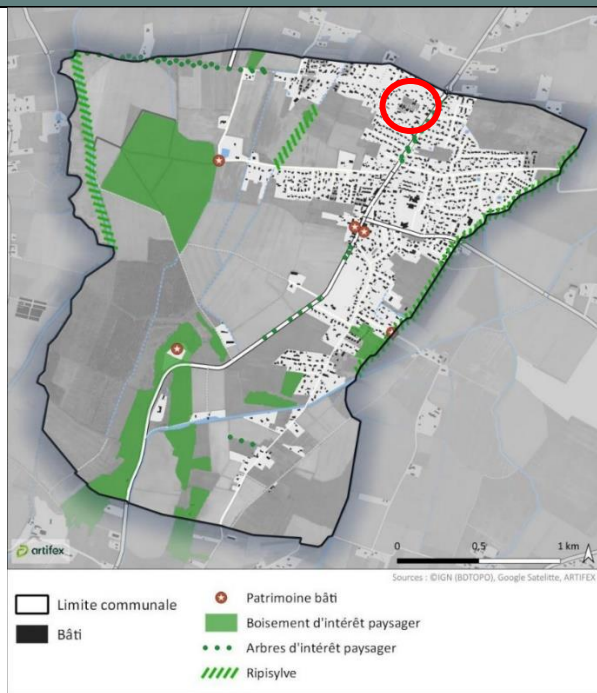 artifex
0 0,5 1 km
Sources : ©IGN (BDTOPO), Google Satelitte, ARTIFEX
Limite communale
Bâti
Patrimoine bâti
Boisement d'intérêt paysager
Arbres d'intérêt paysager
Ripisylve